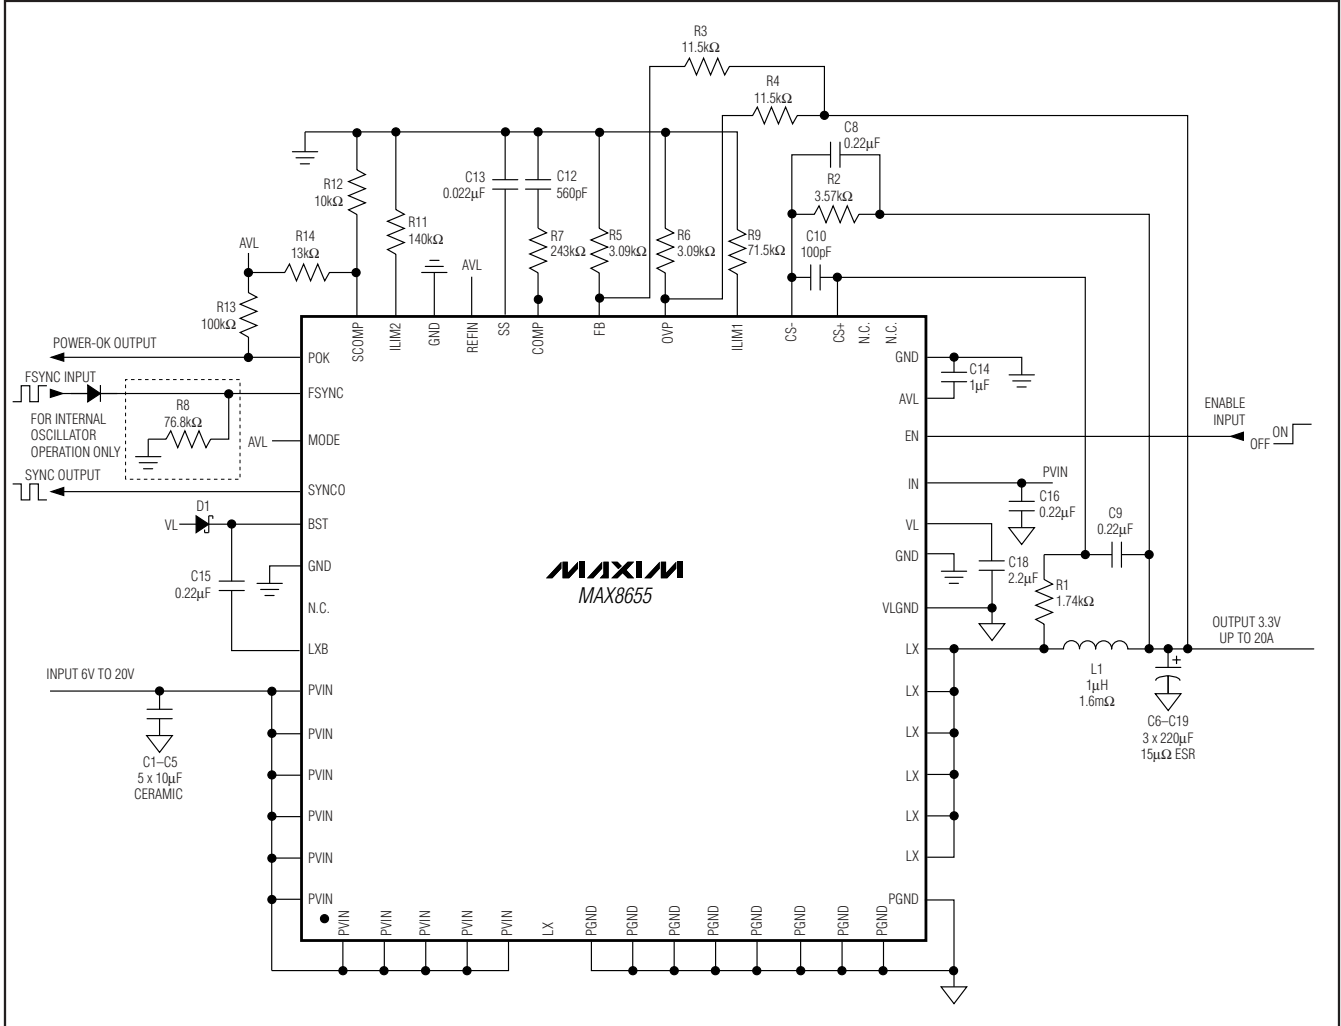 R3
11.5kΩ
R4
11.5kΩ
C8
0.22µF
R2
3.57kΩ
C10
100pF
R12
10kΩ
R11
140kΩ
C13
0.022µF
C12
560pF
R7
243kΩ
R5
3.09kΩ
R6
3.09kΩ
R9
71.5kΩ
AVL
R14
13kΩ
R13
100kΩ
AVL
SCOMP
ILIM2
GND
REFIN
SS
COMP
FB
OVP
ILIM1
CS-
CS+
N.C.
N.C.
POWER-OK OUTPUT
POK
FSYNC INPUT
FSYNC
R8
76.8kΩ
FOR INTERNAL
OSCILLATOR
OPERATION ONLY
AVL
MODE
SYNC OUTPUT
SYNCO
D1
VL
BST
GND
C15
0.22µF
N.C.
LXB
INPUT 6V TO 20V
PVIN
PVIN
PVIN
PVIN
PVIN
PVIN
C1–C5
5 x 10µF
CERAMIC
MAXIM
MAX8655
GND
C14
1µF
AVL
ENABLE
INPUT
EN
OFF
ON
IN
PVIN
C16
0.22µF
VL
C9
0.22µF
GND
C18
2.2µF
R1
1.74kΩ
VLGND
LX
LX
LX
LX
LX
LX
OUTPUT 3.3V
UP TO 20A
L1
1µH
1.6mΩ
+
C6–C19
3 x 220µF
15µΩ ESR
PGND
PVIN
PVIN
PVIN
PVIN
PVIN
LX
PGND
PGND
PGND
PGND
PGND
PGND
PGND
PGND